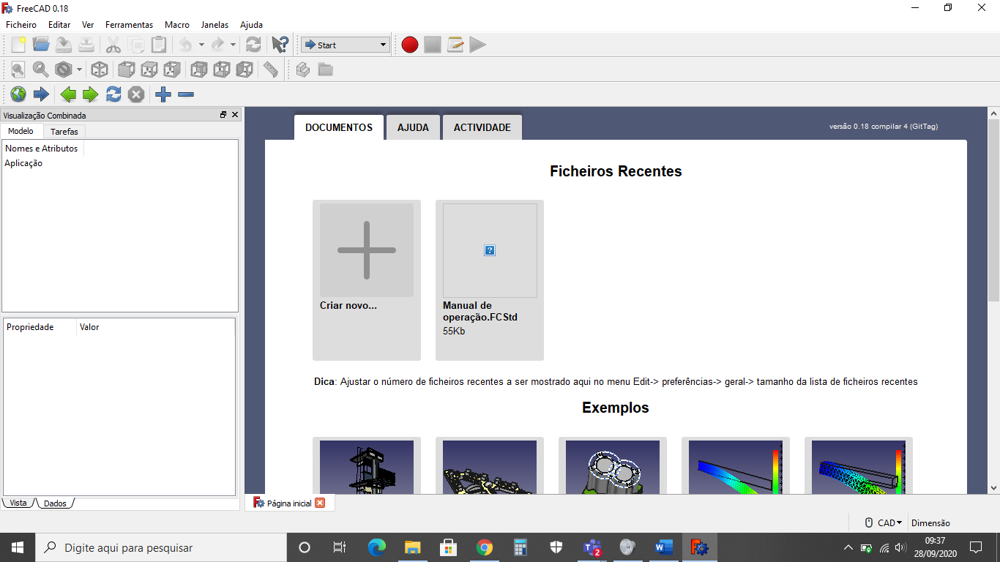 FreeCAD 0.18
Ficheiro Editar Ver Ferramentas Macro Janelas Ajuda
Start
Visualização Combinada
Modelo Tarefas
Nomes e Atributos
Aplicação
Propriedade Valor
Vista Dados
DOCUMENTOS AJUDA ACTIVIDADE
versão 0.18 compilar 4 (GitTag)
Ficheiros Recentes
Criar novo...
Manual de
operação.FCStd
55Kb
Dica: Ajustar o número de ficheiros recentes a ser mostrado aqui no menu Edit-> preferências-> geral-> tamanho da lista de ficheiros recentes
Exemplos
Página inicial
CAD Dimensão
Digite aqui para pesquisar
2
09:37
28/09/2020